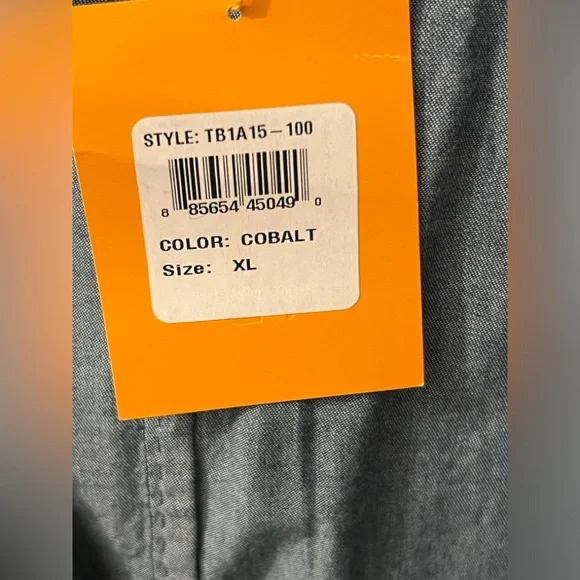 STYLE: TB1A15-100
8 85654 45049 0
COLOR: COBALT
Size: XL